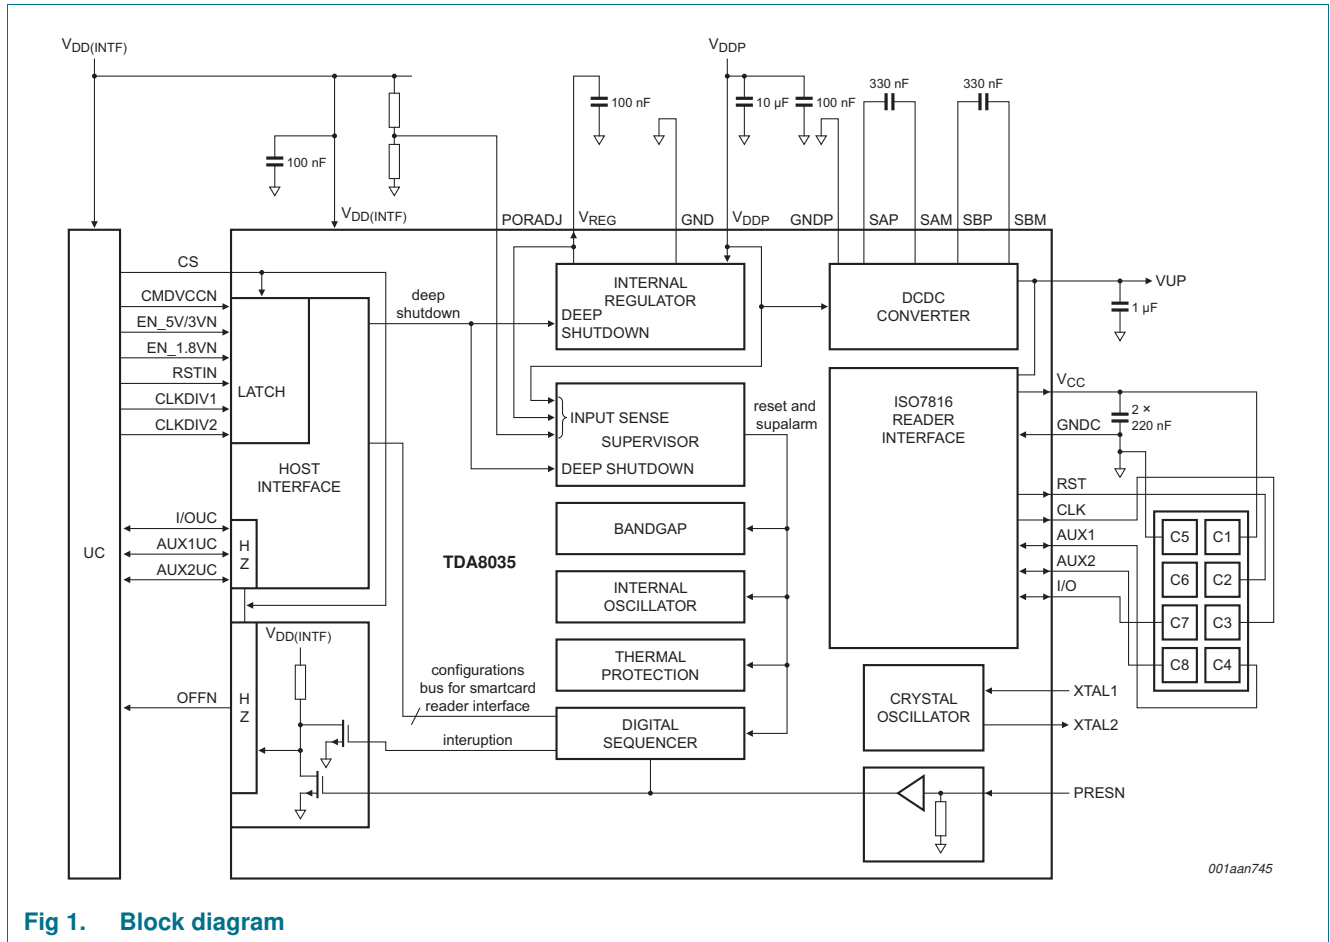 VDD(INTF)
VDDP
100 nF
100 nF
10 µF
100 nF
330 nF
330 nF
VDD(INTF)
PORADJ
VREG
GND
VDDP
GNDP
SAP
SAM
SBP
SBM
CS
CMDVCCN
EN_5V/3VN
EN_1.8VN
RSTIN
CLKDIV1
CLKDIV2
LATCH
HOST
INTERFACE
deep
shutdown
INTERNAL
REGULATOR
DEEP
SHUTDOWN
DCDC
CONVERTER
VUP
1 µF
INPUT SENSE
SUPERVISOR
DEEP SHUTDOWN
reset and
supalarm
ISO7816
READER
INTERFACE
VCC
2 ×
220 nF
GNDC
RST
CLK
AUX1
AUX2
I/O
UC
I/OUC
AUX1UC
AUX2UC
H
Z
TDA8035
BANDGAP
INTERNAL
OSCILLATOR
THERMAL
PROTECTION
DIGITAL
SEQUENCER
C5
C1
C6
C2
C7
C3
C8
C4
VDD(INTF)
OFFN
H
Z
configurations
bus for smartcard
reader interface
interuption
CRYSTAL
OSCILLATOR
XTAL1
XTAL2
PRESN
001aan745
Fig 1. Block diagram